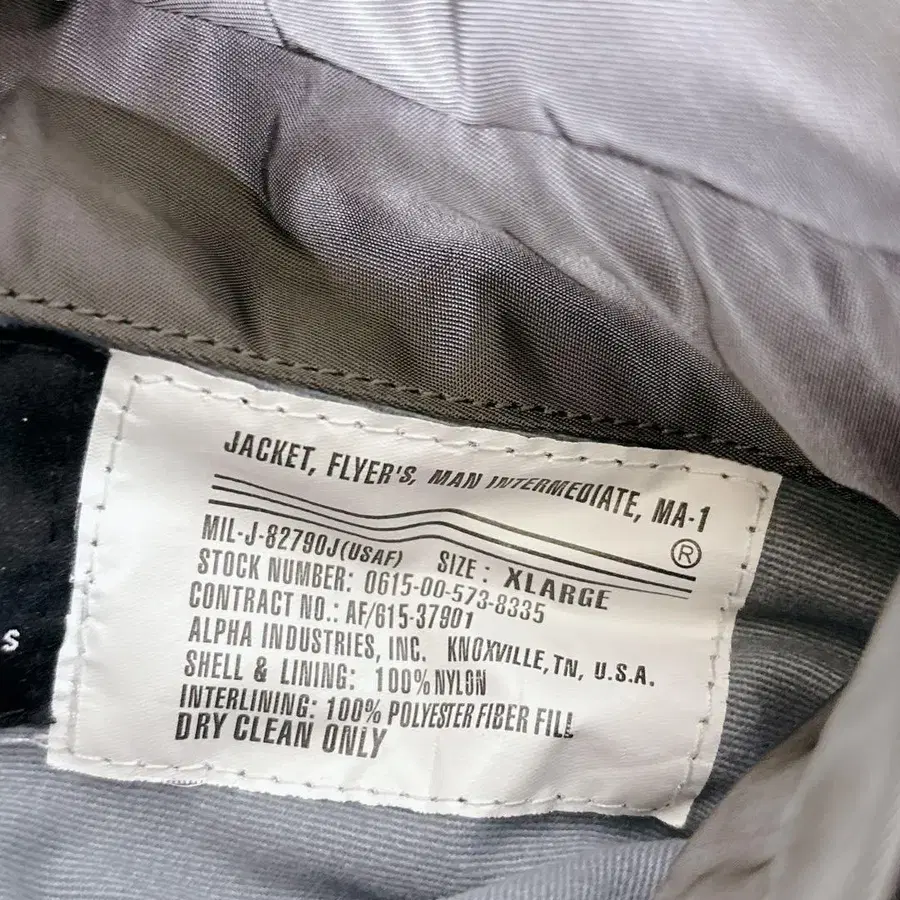 JACKET, FLYER'S, MAN INTERMEDIATE, MA-1
®
MIL-J-82790J(USAF) SIZE: XLARGE
STOCK NUMBER: 0615-00-573-8335
CONTRACT NO.: AF/615-37901
ALPHA INDUSTRIES, INC. KNOXVILLE, TN, U.S.A.
SHELL & LINING: 100% NYLON
INTERLINING: 100% POLYESTER FIBER FILL
DRY CLEAN ONLY
S